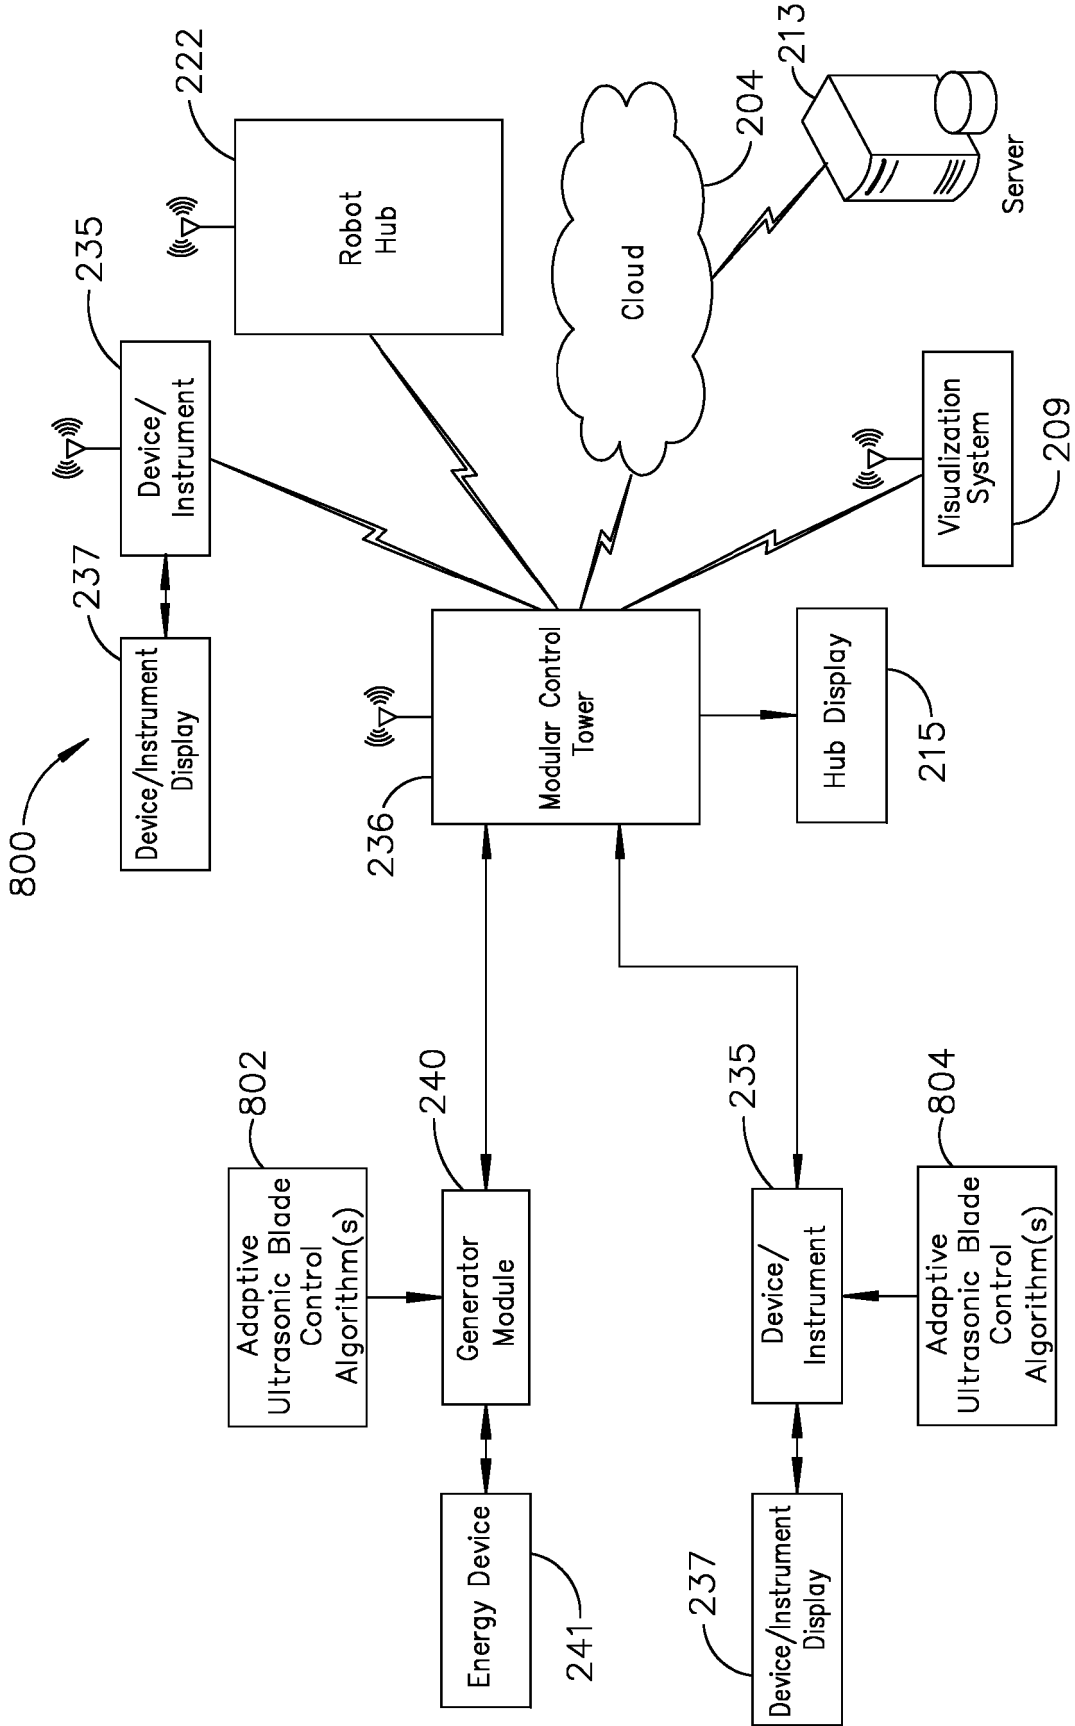 800
237
Device/Instrument
Display
235
Device/
Instrument
222
Robot
Hub
802
Adaptive
Ultrasonic Blade
Control
Algorithm(s)
240
Generator
Module
Energy Device
241
236
Modular Control
Tower
Cloud
204
213
Server
237
Device/Instrument
Display
235
Device/
Instrument
804
Adaptive
Ultrasonic Blade
Control
Algorithm(s)
Hub Display
215
Visualization
System
209